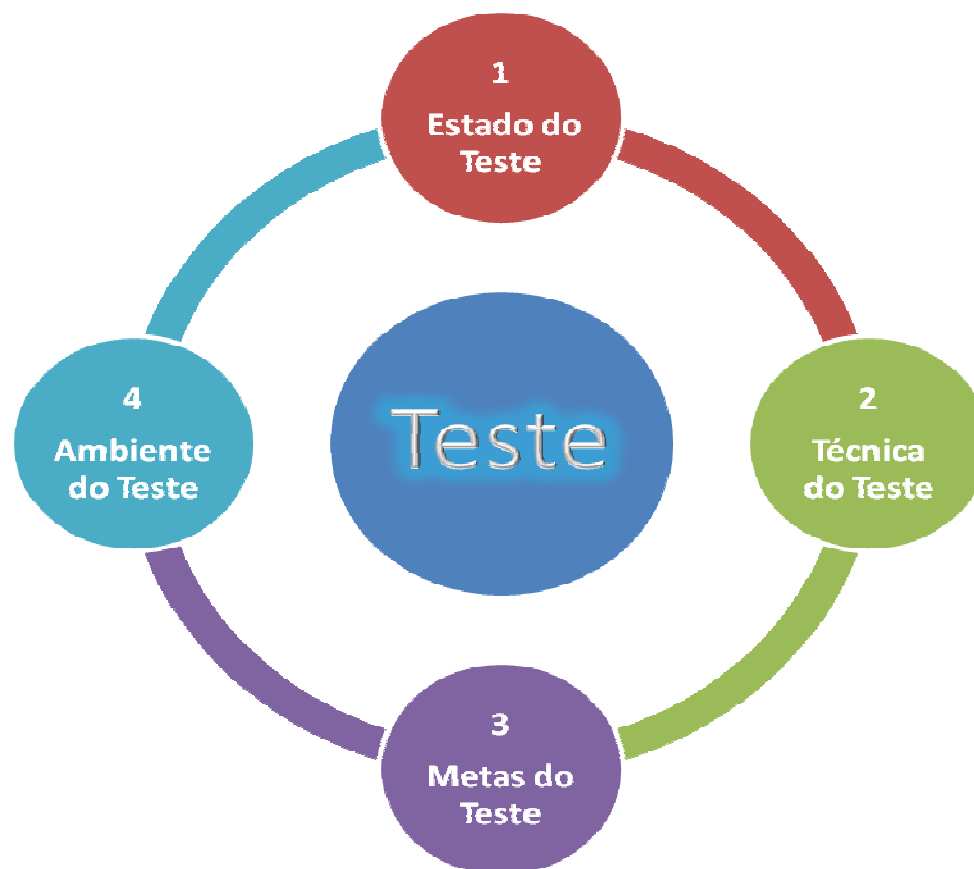 1
Estado do
Teste
4
Ambiente
do Teste
Teste
2
Técnica
do Teste
3
Metas do
Teste